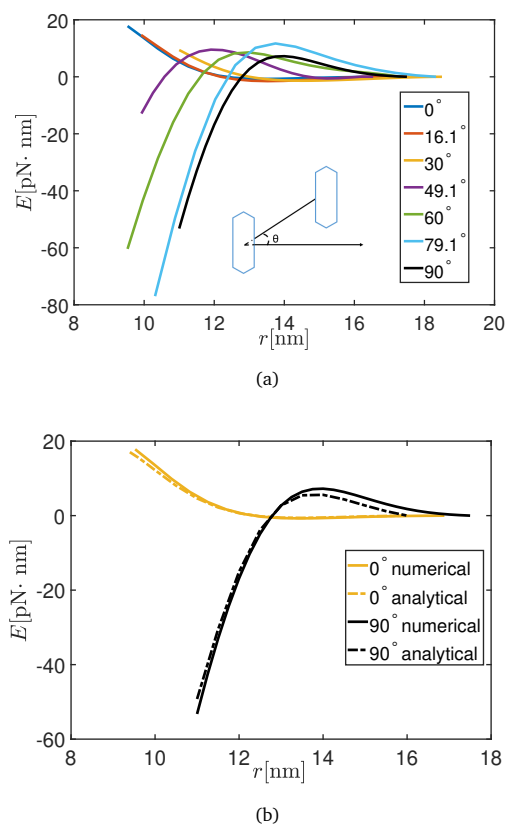 20
0
-20
-40
-60
-80
E[pN· nm]
0°
16.1°
30°
49.1°
60°
79.1°
90°
θ
8 10 12 14 16 18 20
r[nm]
(a)
20
0
-20
-40
-60
E[pN· nm]
0° numerical
0° analytical
90° numerical
90° analytical
8 10 12 14 16 18
r[nm]
(b)